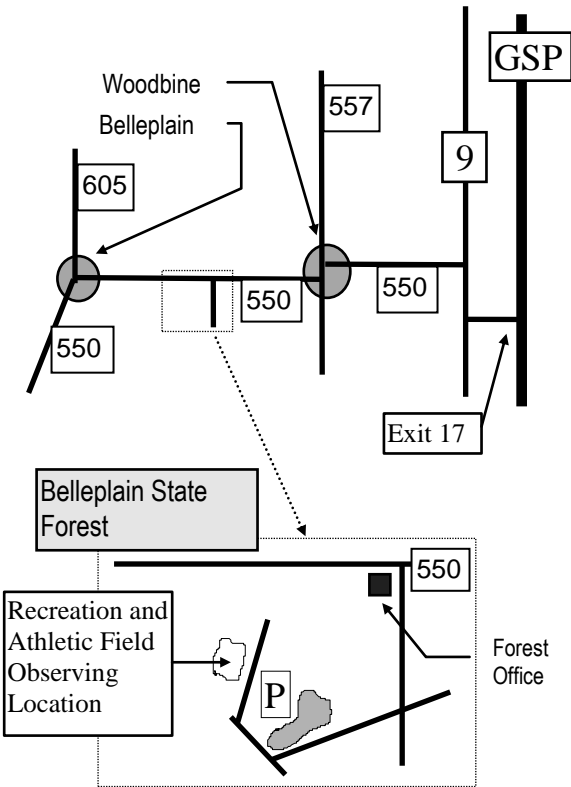 GSP
Woodbine
557
Belleplain
9
605
550
550
550
Exit 17
Belleplain State
Forest
550
Recreation and
Athletic Field
Observing
Location
P
Forest
Office